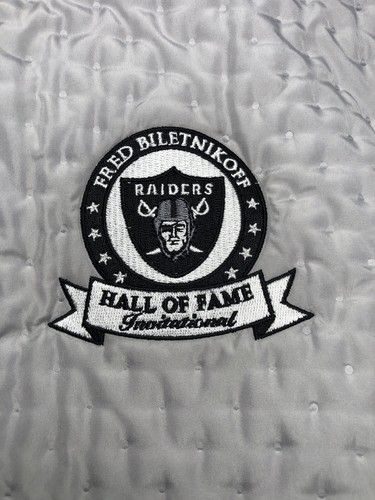 FRED BILETNIKOFF
RAIDERS
HALL OF FAME
Invitational